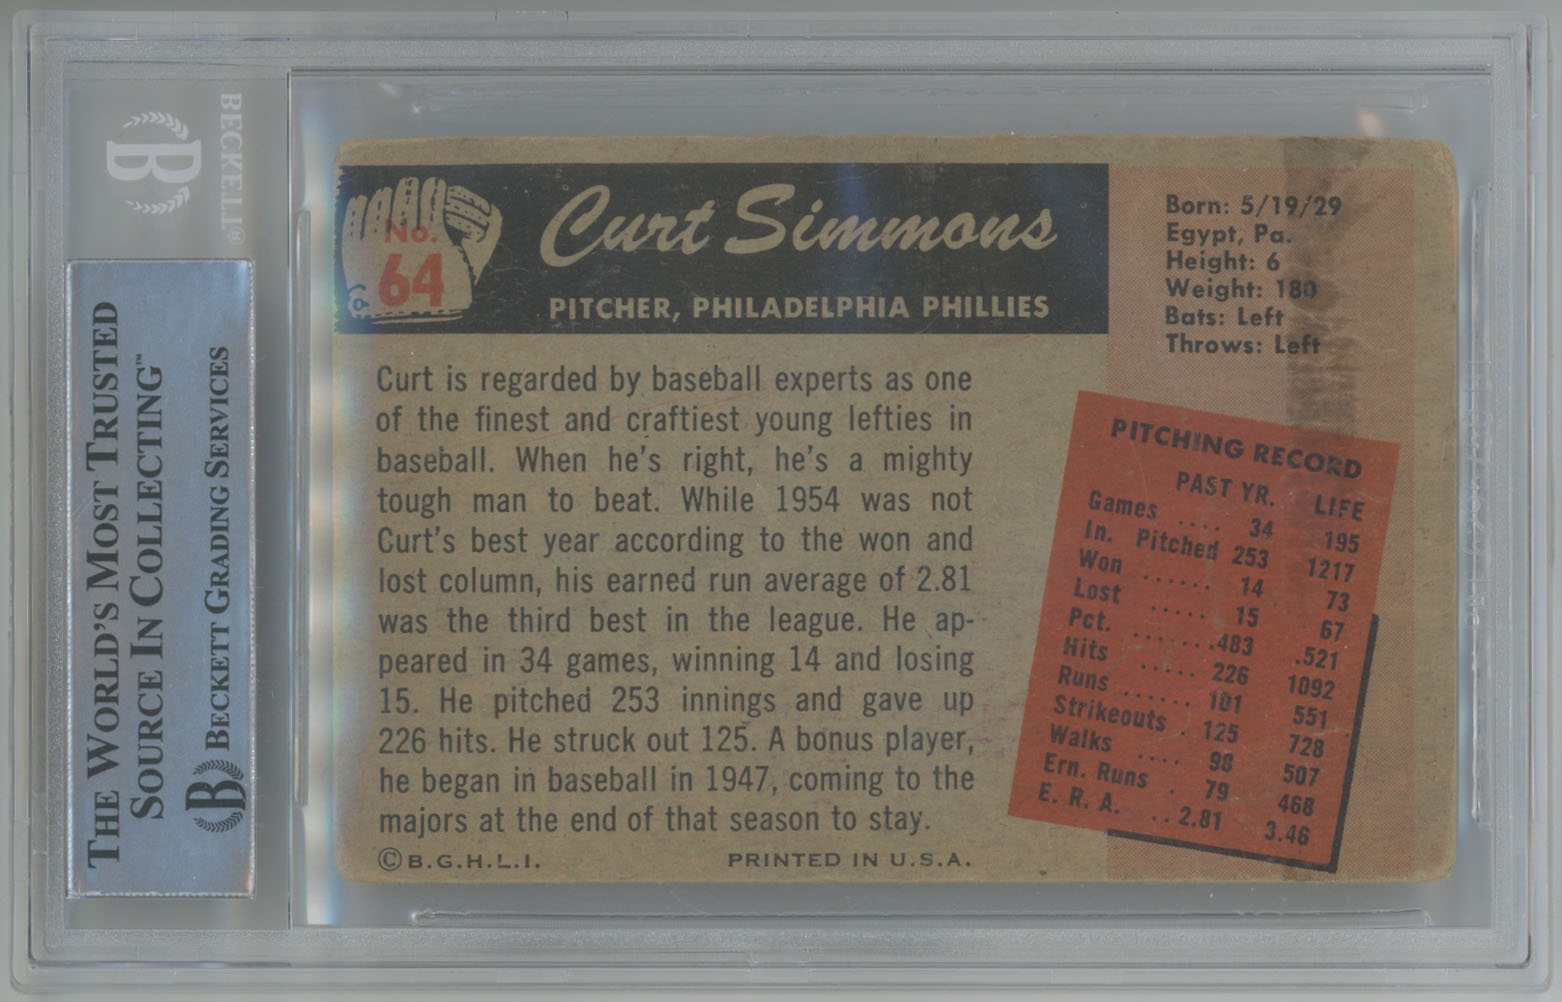 BECKETT®
B
THE WORLD'S MOST TRUSTED
SOURCE IN COLLECTING™
B BECKETT GRADING SERVICES
No.
64
Curt Simmons
PITCHER, PHILADELPHIA PHILLIES
Born: 5/19/29
Egypt, Pa.
Height: 6
Weight: 180
Bats: Left
Throws: Left
Curt is regarded by baseball experts as one
of the finest and craftiest young lefties in
baseball. When he's right, he's a mighty
tough man to beat. While 1954 was not
Curt's best year according to the won and
lost column, his earned run average of 2.81
was the third best in the league. He ap-
peared in 34 games, winning 14 and losing
15. He pitched 253 innings and gave up
226 hits. He struck out 125. A bonus player,
he began in baseball in 1947, coming to the
majors at the end of that season to stay.
©B.G.H.L.I. PRINTED IN U.S.A.
PITCHING RECORD
PAST YR. LIFE
Games .... 34 195
In. Pitched 253 1217
Won ...... 14 73
Lost ..... 15 67
Pct. .......483 .521
Hits ..... 226 1092
Runs ...... 101 551
Strikeouts . 125 728
Walks .... 98 507
Ern. Runs . 79 468
E. R. A. ..2.81 3.46